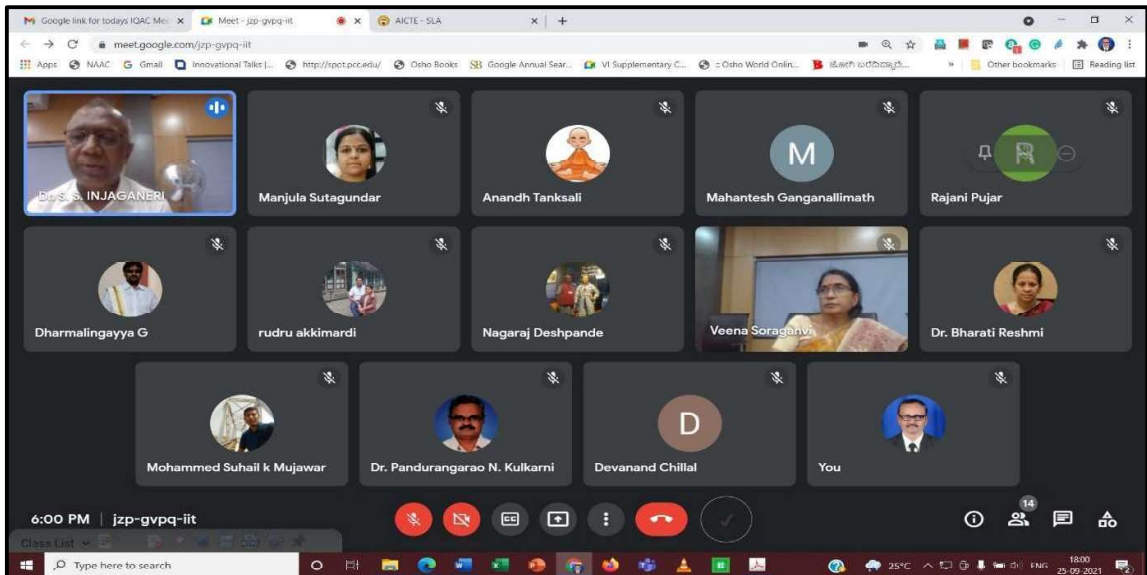 Google link for todays IQAC Mee
Meet - jzp-gvpq-iit
AICTE - SLA
meet.google.com/jzp-gvpq-iit
Apps NAAC Gmail Innovational Talks |... http://spot.pcc.edu/ Osho Books Google Annual Sear... VI Supplementary C... :: Osho World Onlin... » Other bookmarks Reading list
Dr. S. S. INJAGANERI
Manjula Sutagundar
Anandh Tanksali
M
Mahantesh Ganganallimath
R
Rajani Pujar
Dharmalingayya G
rudru akkimardi
Nagaraj Deshpande
Veena Soraganvi
Dr. Bharati Reshmi
Mohammed Suhail k Mujawar
Dr. Pandurangarao N. Kulkarni
D
Devanand Chillal
You
6:00 PM | jzp-gvpq-iit
14
Class List
Type here to search
25°C ENG 18:00
25-09-2021